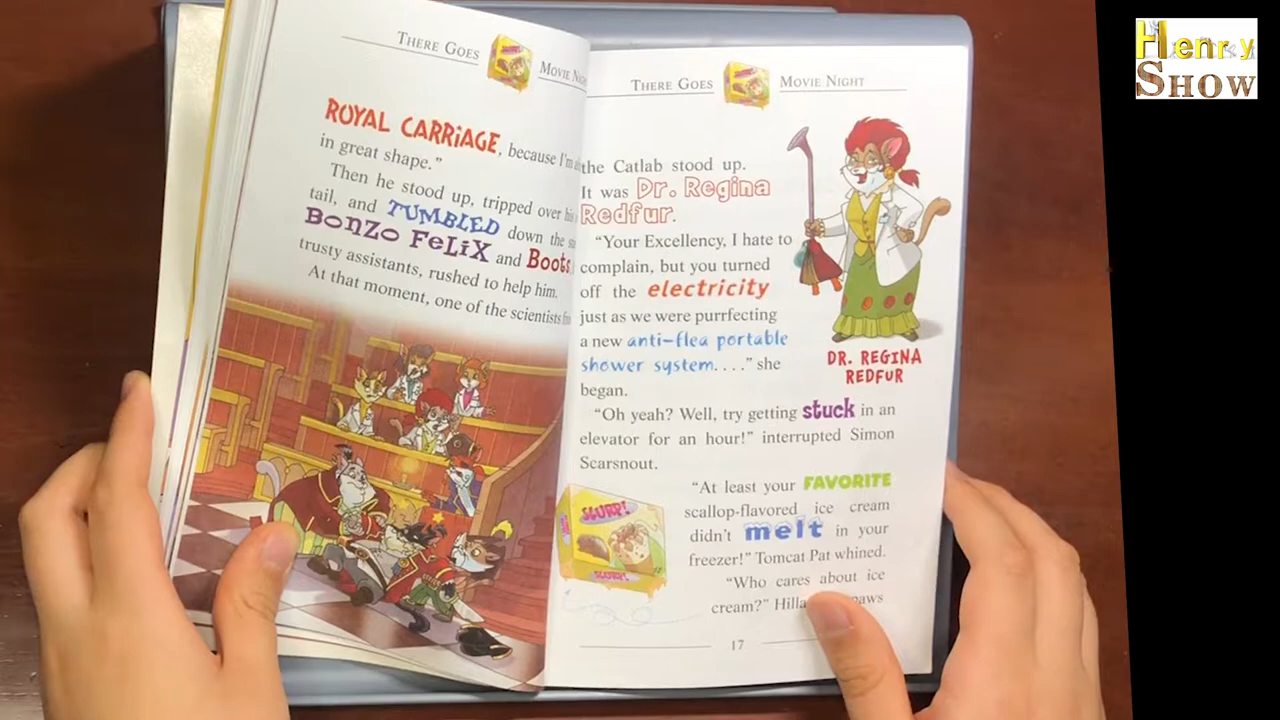 Henry
SHOW
THERE GOES MOVIE
ROYAL CARRIAGE, because I'm
in great shape."
Then he stood up, tripped over
tail, and TUMBLED down the
BONZO FELIX and Boots,
trusty assistants, rushed to help him.
At that moment, one of the scientists
THERE GOES MOVIE NIGHT
the Catlab stood up.
It was Dr. Regina
Redfur.
"Your Excellency, I hate to
complain, but you turned
off the electricity
just as we were purrfecting
a new anti-flea portable
shower system. . . ." she
began.
DR. REGINA
REDFUR
"Oh yeah? Well, try getting stuck in an
elevator for an hour!" interrupted Simon
Scarsnout.
"At least your FAVORITE
scallop-flavored ice cream
didn't melt in your
freezer!" Tomcat Pat whined.
"Who cares about ice
cream?"
SLURP!
SLURP!
17